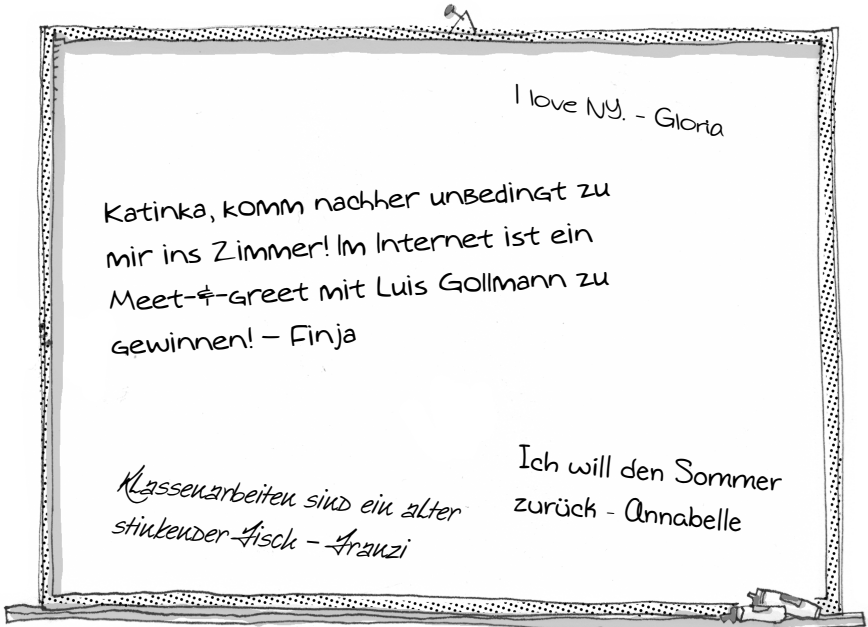 I love NY. - Gloria
Katinka, komm nachher unbedingt zu
mir ins Zimmer! Im Internet ist ein
Meet-&-Greet mit Luis Gollmann zu
gewinnen! – Finja
Klassenarbeiten sind ein alter
stinkender Fisch – Franzi
Ich will den Sommer
zurück - Annabelle